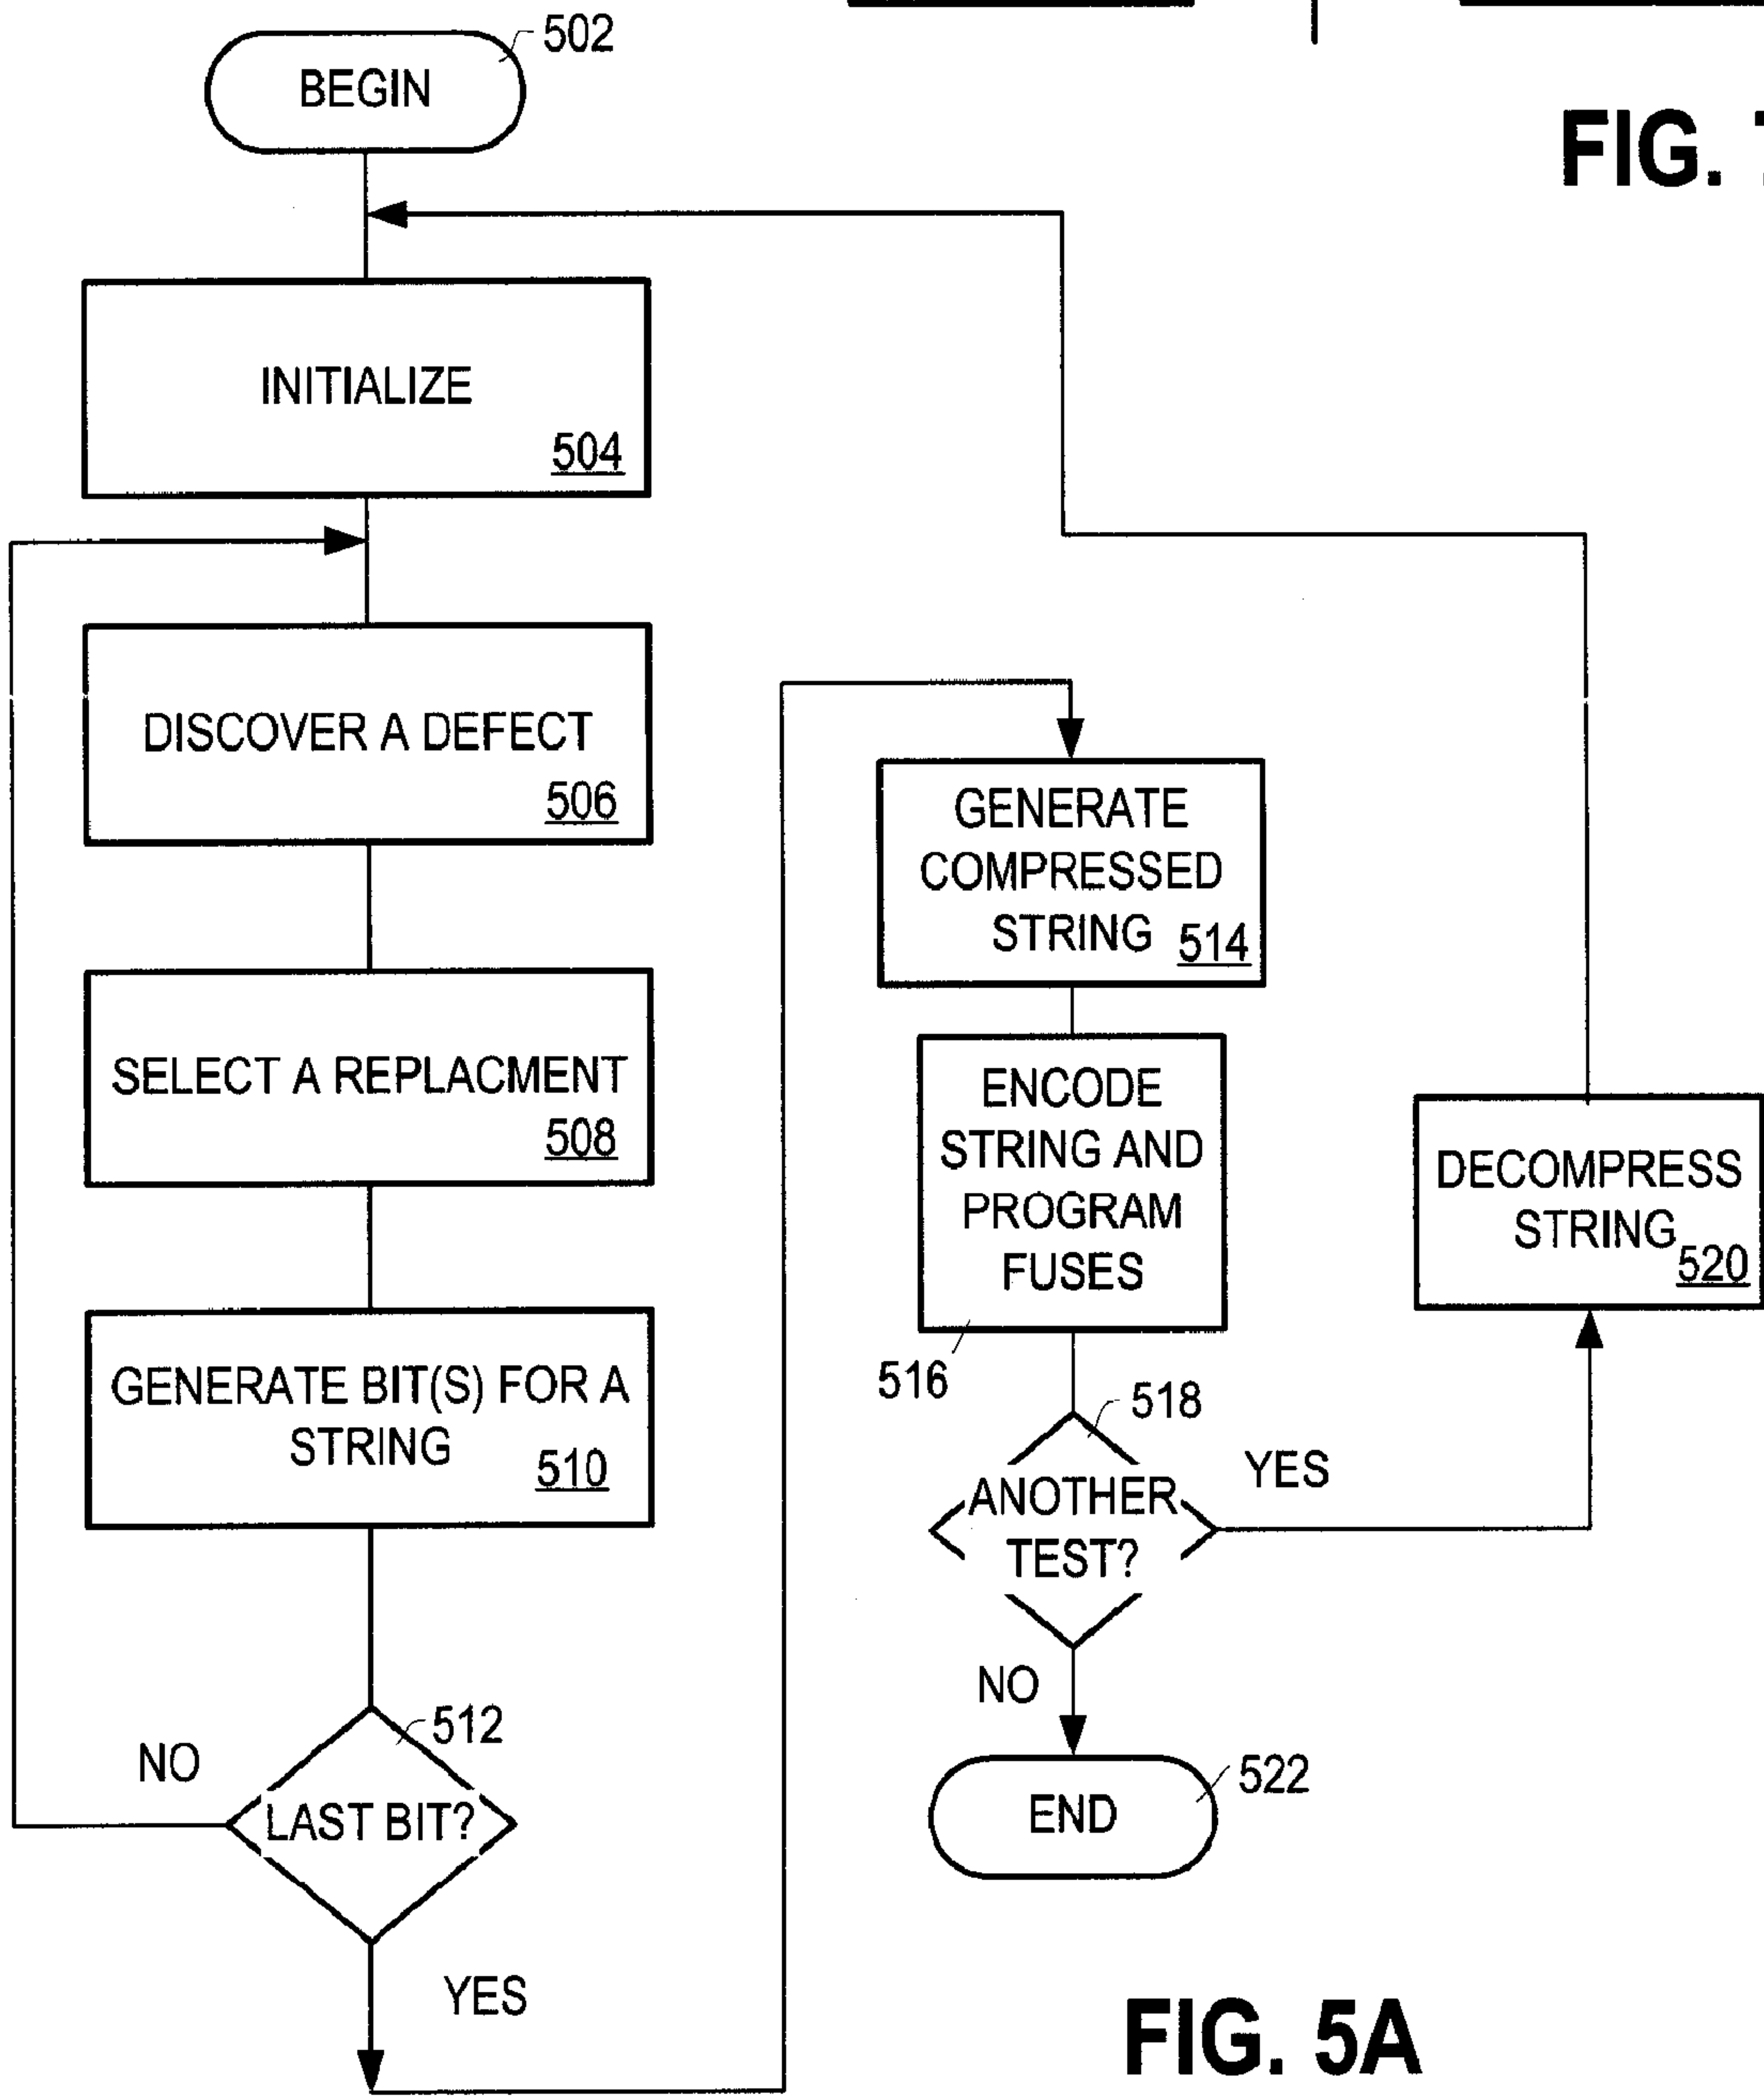 502
BEGIN
FIG.
INITIALIZE
504
DISCOVER A DEFECT
506
SELECT A REPLACMENT
508
GENERATE BIT(S) FOR A
STRING
510
512
NO
LAST BIT?
YES
GENERATE
COMPRESSED
STRING
514
ENCODE
STRING AND
PROGRAM
FUSES
516
518
ANOTHER
TEST?
YES
DECOMPRESS
STRING
520
NO
END
522
FIG. 5A